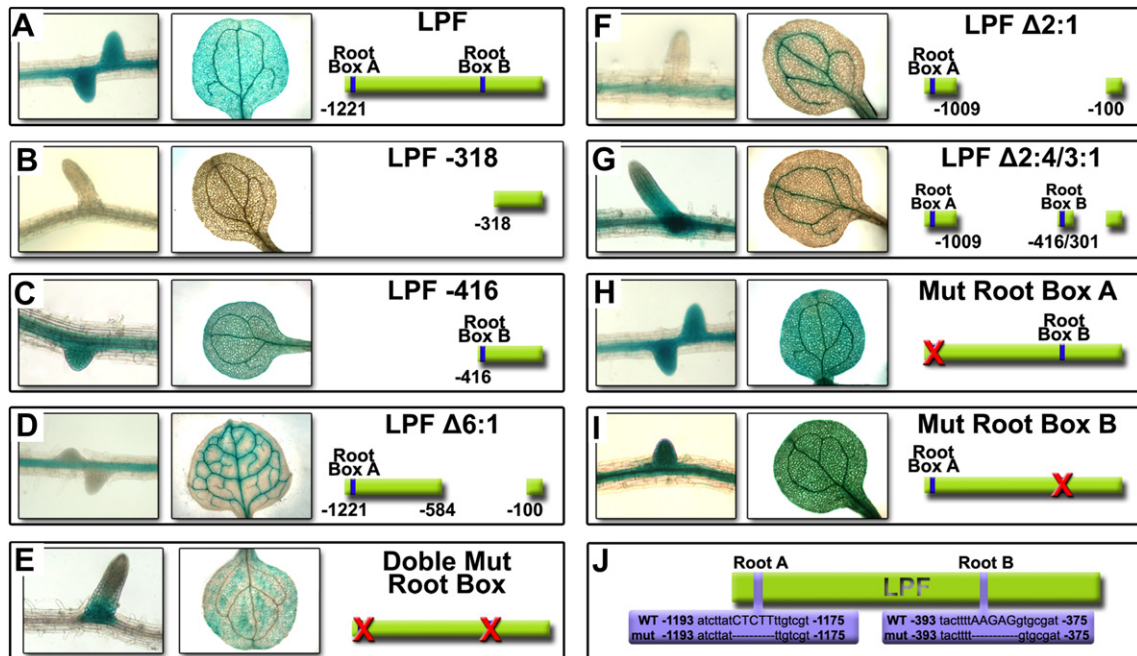 A
LPF
Root Box A
Root Box B
-1221
B
LPF -318
-318
C
LPF -416
Root Box B
-416
D
LPF Δ6:1
Root Box A
-1221
-584
-100
E
Doble Mut
Root Box
F
LPF Δ2:1
Root Box A
-1009
-100
G
LPF Δ2:4/3:1
Root Box A
Root Box B
-1009
-416/301
H
Mut Root Box A
Root Box B
X
I
Mut Root Box B
Root Box A
X
J
Root A
Root B
LPF
WT -1193 atcttatCTCTTttgtcgt -1175
mut -1193 atcttat----------ttgtcgt -1175
WT -393 tacttttAAGAGgtgcgat -375
mut -393 tactttt------------gtgcgat -375